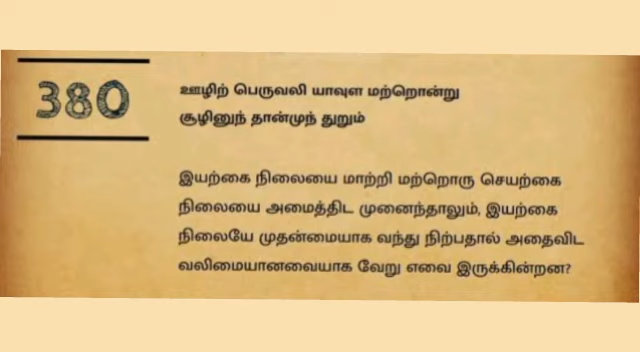 380
ஊழிற் பெருவலி யாவுள மற்றொன்று
சூழினுந் தான்முந் துறும்
இயற்கை நிலையை மாற்றி மற்றொரு செயற்கை
நிலையை அமைத்திட முனைந்தாலும், இயற்கை
நிலையே முதன்மையாக வந்து நிற்பதால் அதைவிட
வலிமையானவையாக வேறு எவை இருக்கின்றன?